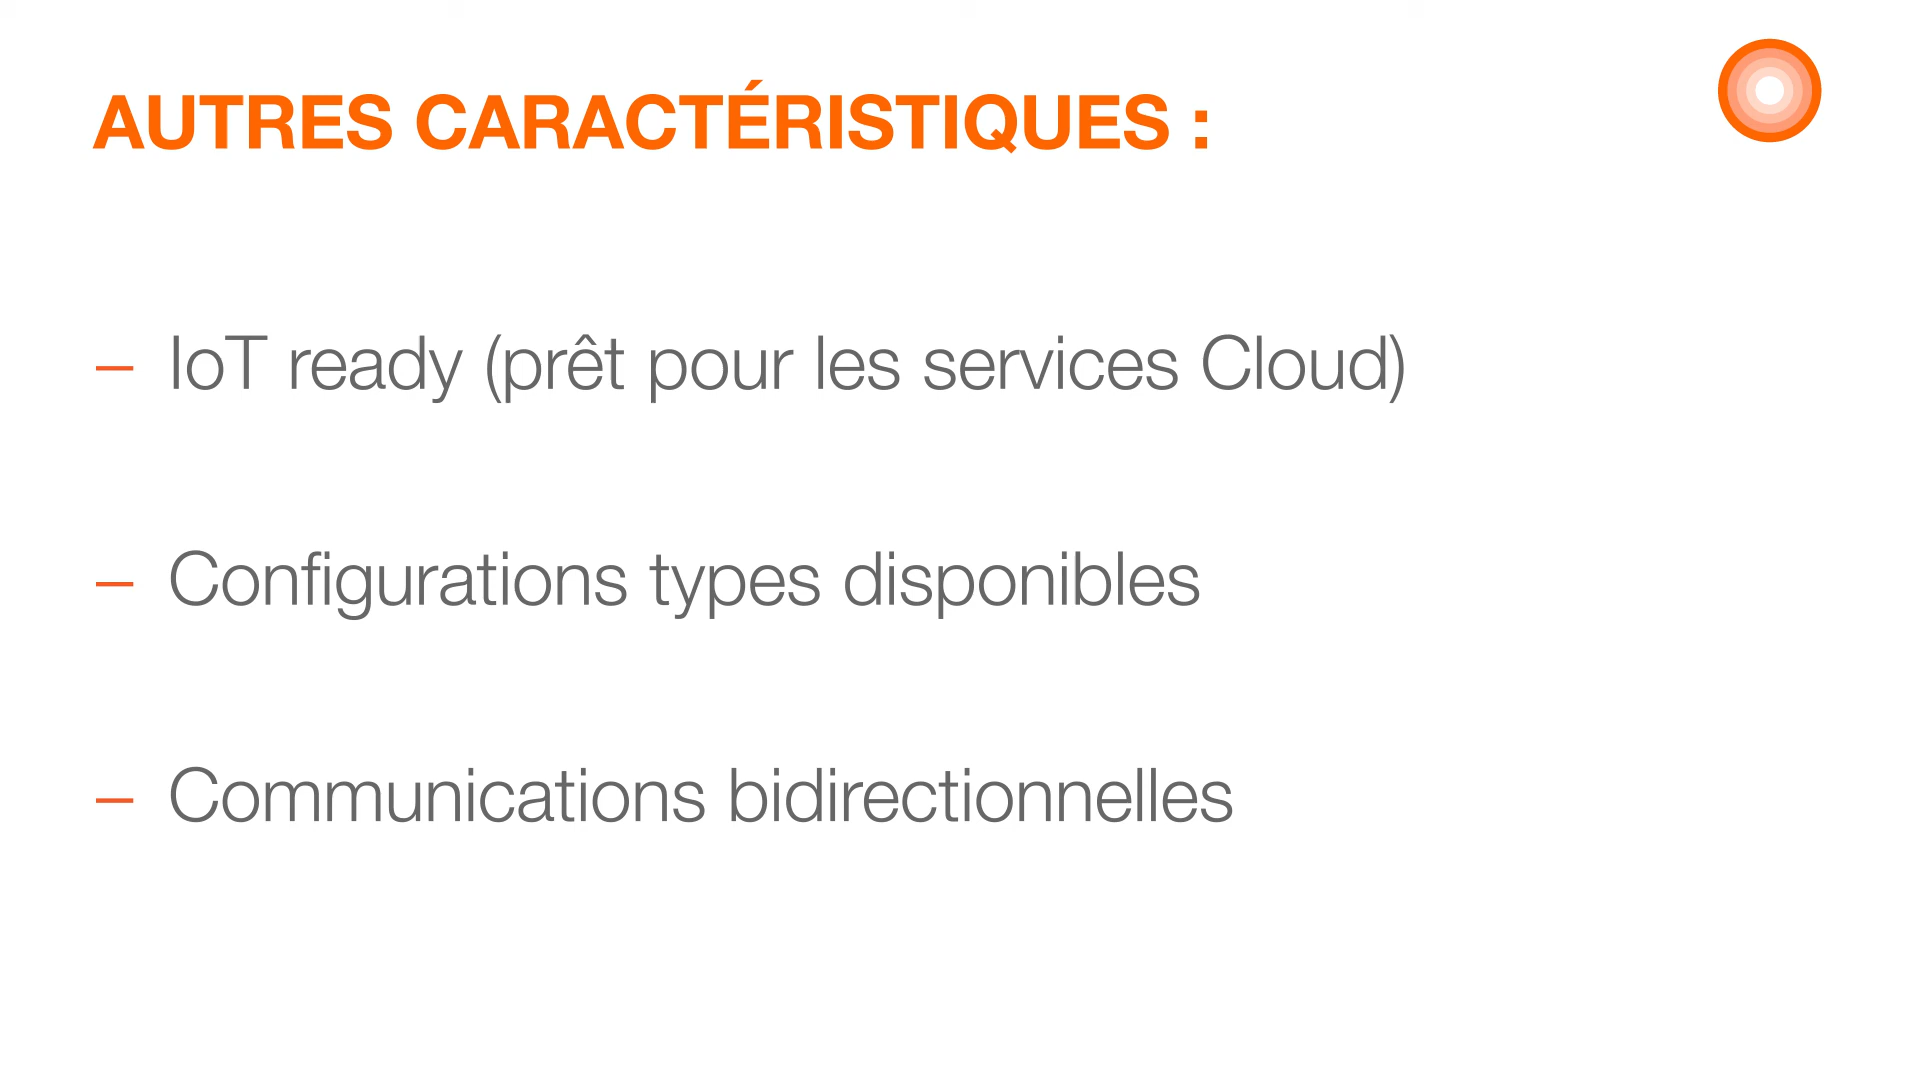 AUTRES CARACTÉRISTIQUES :
– IoT ready (prêt pour les services Cloud)
– Configurations types disponibles
– Communications bidirectionnelles